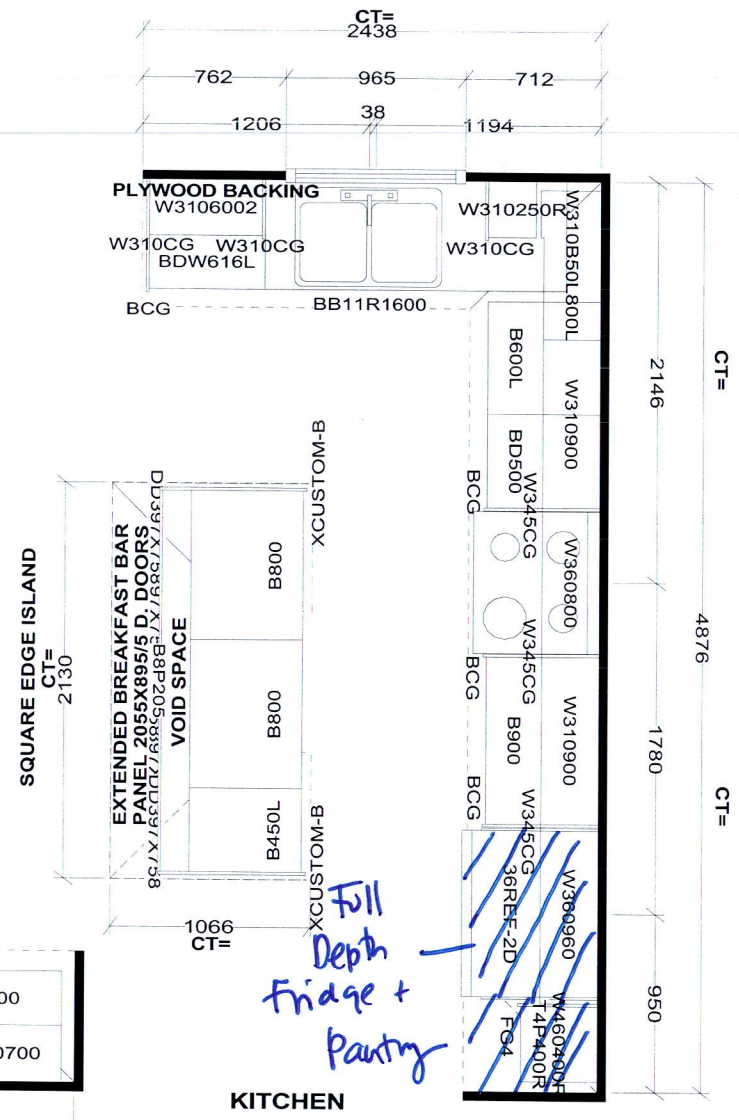 CT=
2438
762 965 712
38
1206 1194
PLYWOOD BACKING
W3106002
W310CG W310CG
BDW616L
BCG
BB11R1600
W310250R
W310CG
W310B50L800L
B600L
W310900
BD500
BCG
W345CG
W360800
W345CG
BCG
B900
W310900
BCG
W345CG
36REF-2D
W360960
FG4
T4P400R
W460400R
2146
CT=
4876
1780
CT=
950
XCUSTOM-B
B800
B800
B450L
XCUSTOM-B
VOID SPACE
EXTENDED BREAKFAST BAR
PANEL 2055X895/5 D. DOORS
SQUARE EDGE ISLAND
CT=
2130
1066
CT=
Full
Depth
Fridge +
Pantry
00
0700
KITCHEN